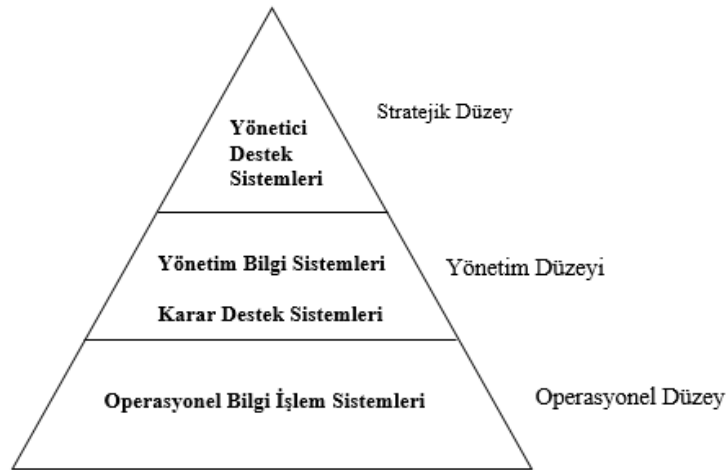 Yönetici
Destek
Sistemleri
Stratejik Düzey
Yönetim Bilgi Sistemleri
Karar Destek Sistemleri
Yönetim Düzeyi
Operasyonel Bilgi İşlem Sistemleri
Operasyonel Düzey